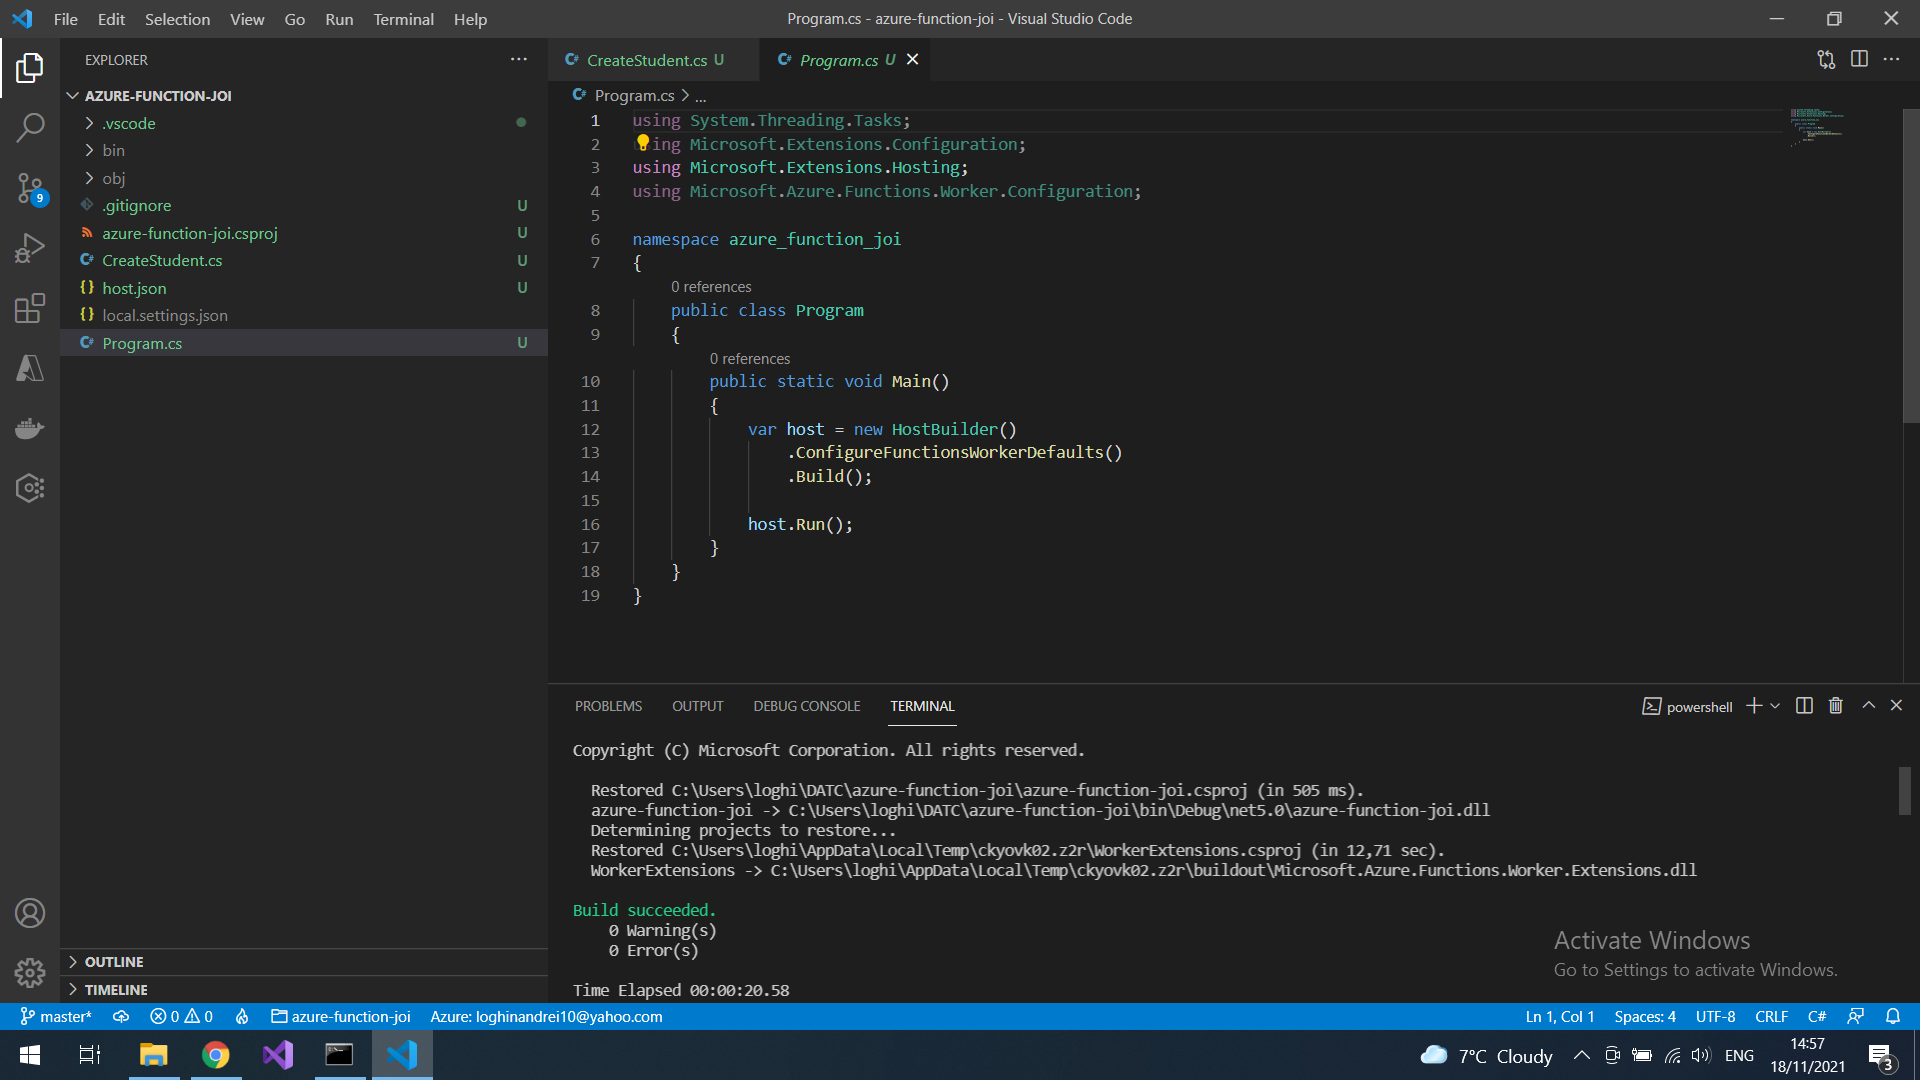 File Edit Selection View Go Run Terminal Help
Program.cs - azure-function-joi - Visual Studio Code
EXPLORER
AZURE-FUNCTION-JOI
.vscode
bin
obj
.gitignore U
azure-function-joi.csproj U
CreateStudent.cs U
host.json U
local.settings.json
Program.cs U
9
OUTLINE
TIMELINE
CreateStudent.cs U
Program.cs U
Program.cs > ...
1 using System.Threading.Tasks;
2 ing Microsoft.Extensions.Configuration;
3 using Microsoft.Extensions.Hosting;
4 using Microsoft.Azure.Functions.Worker.Configuration;
5
6 namespace azure_function_joi
7 {
0 references
8 public class Program
9 {
0 references
10 public static void Main()
11 {
12 var host = new HostBuilder()
13 .ConfigureFunctionsWorkerDefaults()
14 .Build();
15
16 host.Run();
17 }
18 }
19 }
PROBLEMS OUTPUT DEBUG CONSOLE TERMINAL
powershell
Copyright (C) Microsoft Corporation. All rights reserved.
Restored C:\Users\loghi\DATC\azure-function-joi\azure-function-joi.csproj (in 505 ms).
azure-function-joi -> C:\Users\loghi\DATC\azure-function-joi\bin\Debug\net5.0\azure-function-joi.dll
Determining projects to restore...
Restored C:\Users\loghi\AppData\Local\Temp\ckyovk02.z2r\WorkerExtensions.csproj (in 12,71 sec).
WorkerExtensions -> C:\Users\loghi\AppData\Local\Temp\ckyovk02.z2r\buildout\Microsoft.Azure.Functions.Worker.Extensions.dll
Build succeeded.
0 Warning(s)
0 Error(s)
Time Elapsed 00:00:20.58
Activate Windows
Go to Settings to activate Windows.
master* 0 0 azure-function-joi Azure: loghinandrei10@yahoo.com
Ln 1, Col 1 Spaces: 4 UTF-8 CRLF C#
7°C Cloudy ENG
14:57
18/11/2021
3